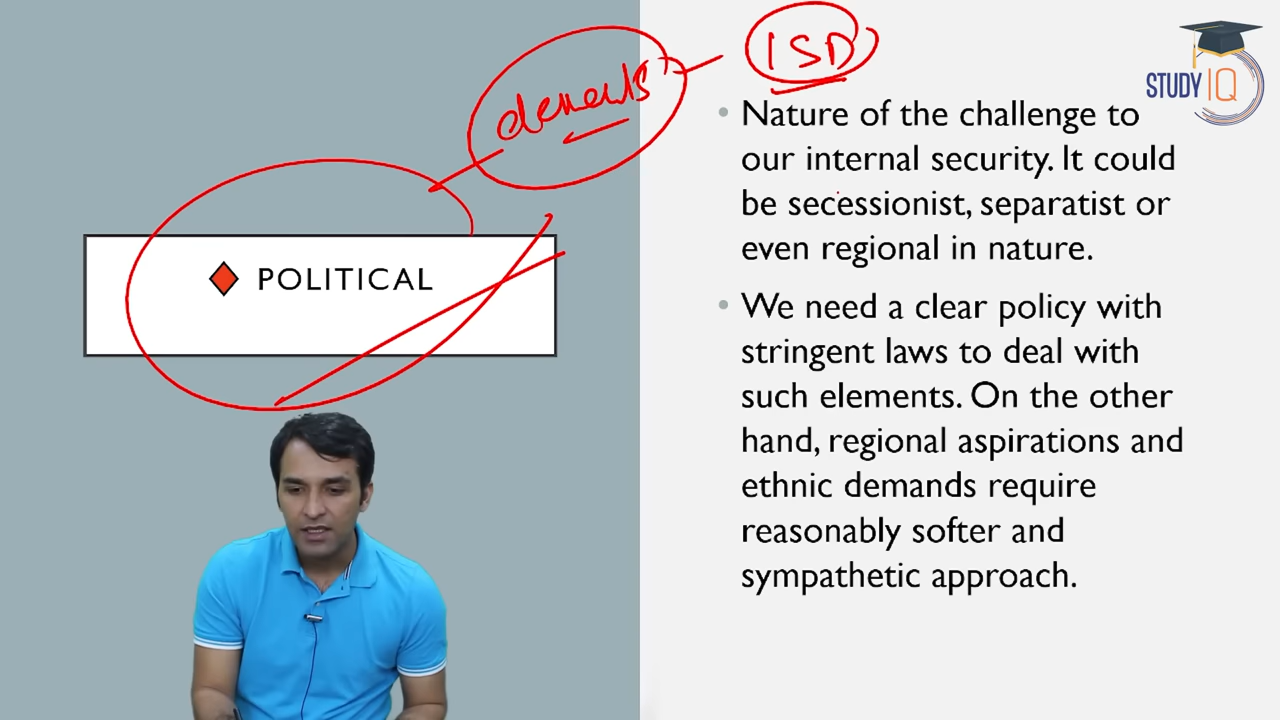 elements
ISD
STUDY IQ
• Nature of the challenge to
our internal security. It could
be secessionist, separatist or
even regional in nature.
• We need a clear policy with
stringent laws to deal with
such elements. On the other
hand, regional aspirations and
ethnic demands require
reasonably softer and
sympathetic approach.
POLITICAL